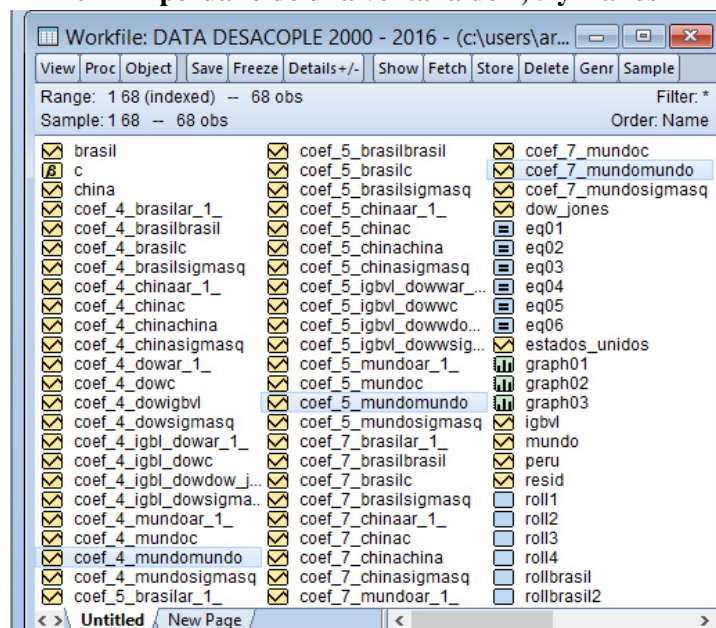 Workfile: DATA DESACOPLE 2000 - 2016 - (c:\users\ar...
View Proc Object Save Freeze Details+/- Show Fetch Store Delete Genr Sample
Range: 1 68 (indexed) -- 68 obs Filter: *
Sample: 1 68 -- 68 obs Order: Name
brasil
c
china
coef_4_brasilar_1_
coef_4_brasilbrasil
coef_4_brasilc
coef_4_brasilsigmasq
coef_4_chinaar_1_
coef_4_chinac
coef_4_chinachina
coef_4_chinasigmasq
coef_4_dowar_1_
coef_4_dowc
coef_4_dowigbvl
coef_4_dowsigmasq
coef_4_igbl_dowar_1_
coef_4_igbl_dowc
coef_4_igbl_dowdow_j...
coef_4_igbl_dowsigma...
coef_4_mundoar_1_
coef_4_mundoc
coef_4_mundomundo
coef_4_mundosigmasq
coef_5_brasilar_1_
coef_5_brasilbrasil
coef_5_brasilc
coef_5_brasilsigmasq
coef_5_chinaar_1_
coef_5_chinac
coef_5_chinachina
coef_5_chinasigmasq
coef_5_igbvl_dowwar_...
coef_5_igbvl_dowwc
coef_5_igbvl_dowwdo...
coef_5_igbvl_dowwsig...
coef_5_mundoar_1_
coef_5_mundoc
coef_5_mundomundo
coef_5_mundosigmasq
coef_7_brasilar_1_
coef_7_brasilbrasil
coef_7_brasilc
coef_7_brasilsigmasq
coef_7_chinaar_1_
coef_7_chinac
coef_7_chinachina
coef_7_chinasigmasq
coef_7_mundoar_1_
coef_7_mundoc
coef_7_mundomundo
coef_7_mundosigmasq
dow_jones
eq01
eq02
eq03
eq04
eq05
eq06
estados_unidos
graph01
graph02
graph03
igbvl
mundo
peru
resid
roll1
roll2
roll3
roll4
rollbrasil
rollbrasil2
Untitled New Page